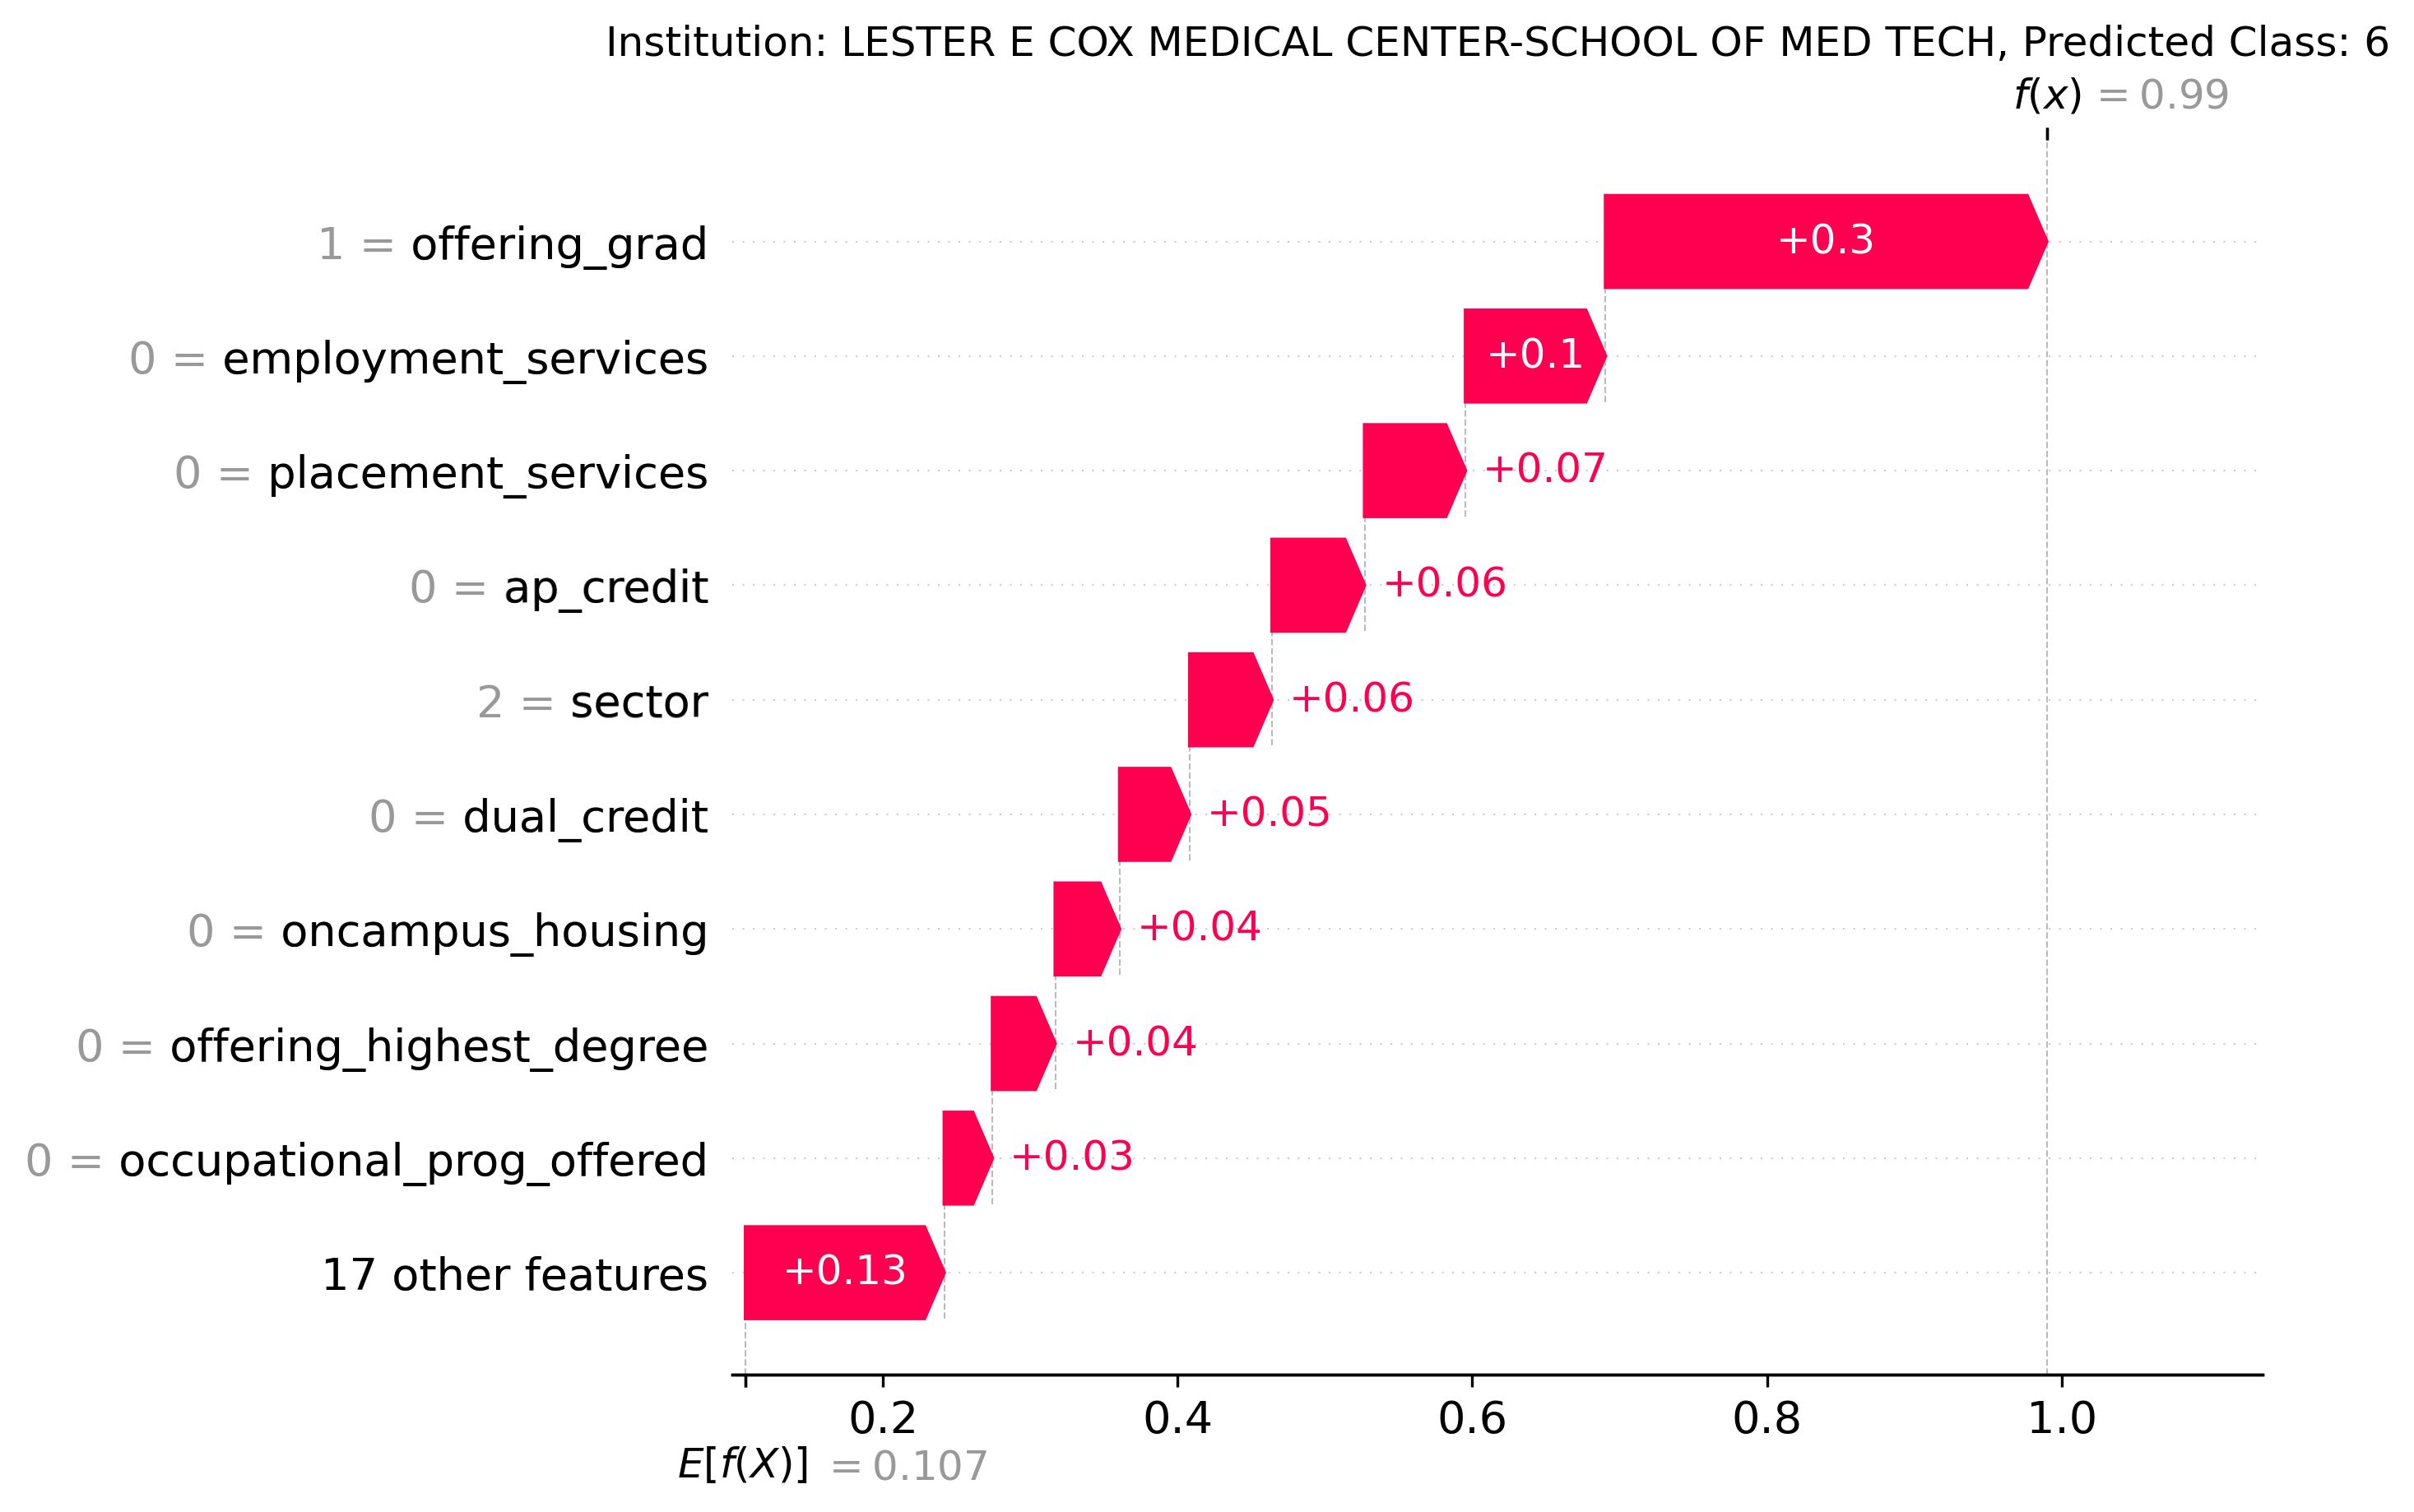 Institution: LESTER E COX MEDICAL CENTER-SCHOOL OF MED TECH, Predicted Class: 6
f(x) = 0.99
1 = offering_grad +0.3
0 = employment_services +0.1
0 = placement_services +0.07
0 = ap_credit +0.06
2 = sector +0.06
0 = dual_credit +0.05
0 = oncampus_housing +0.04
0 = offering_highest_degree +0.04
0 = occupational_prog_offered +0.03
17 other features +0.13
0.2 0.4 0.6 0.8 1.0
E[f(X)] = 0.107